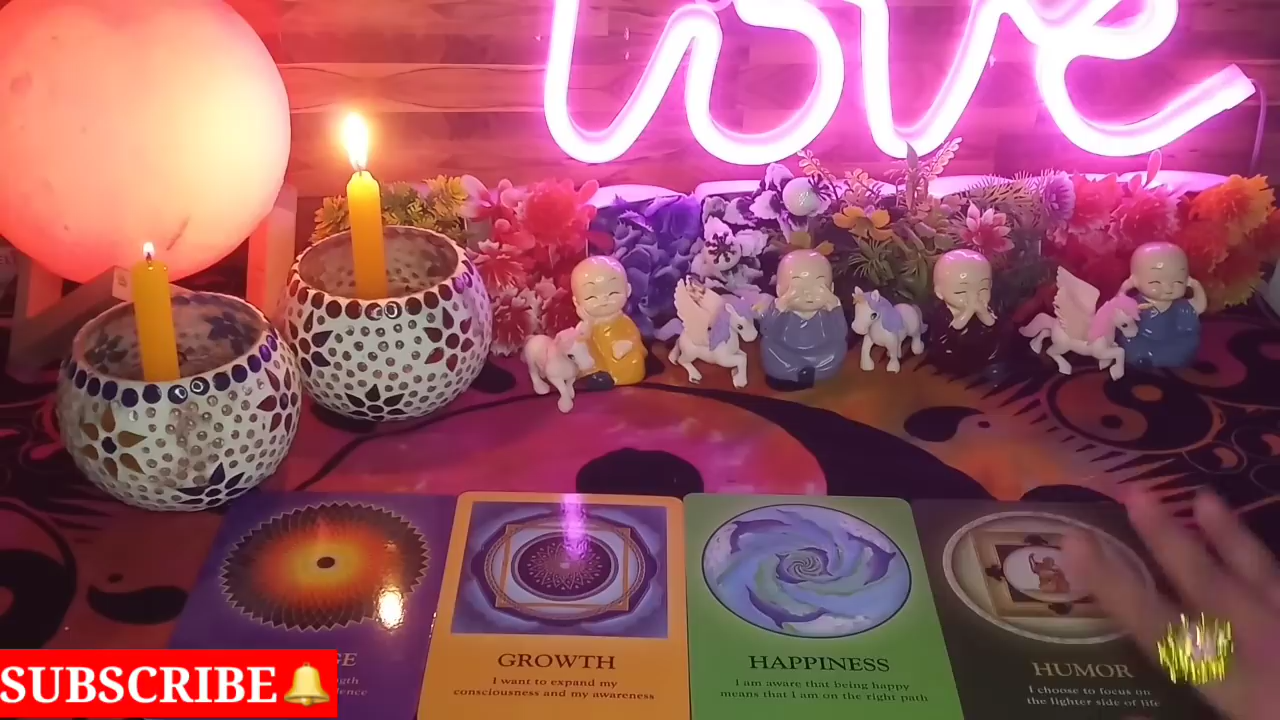 love
GROWTH
I want to expand my
consciousness and my awareness
HAPPINESS
I am aware that being happy
means that I am on the right path
HUMOR
I choose to focus on
the lighter side of life
SUBSCRIBE